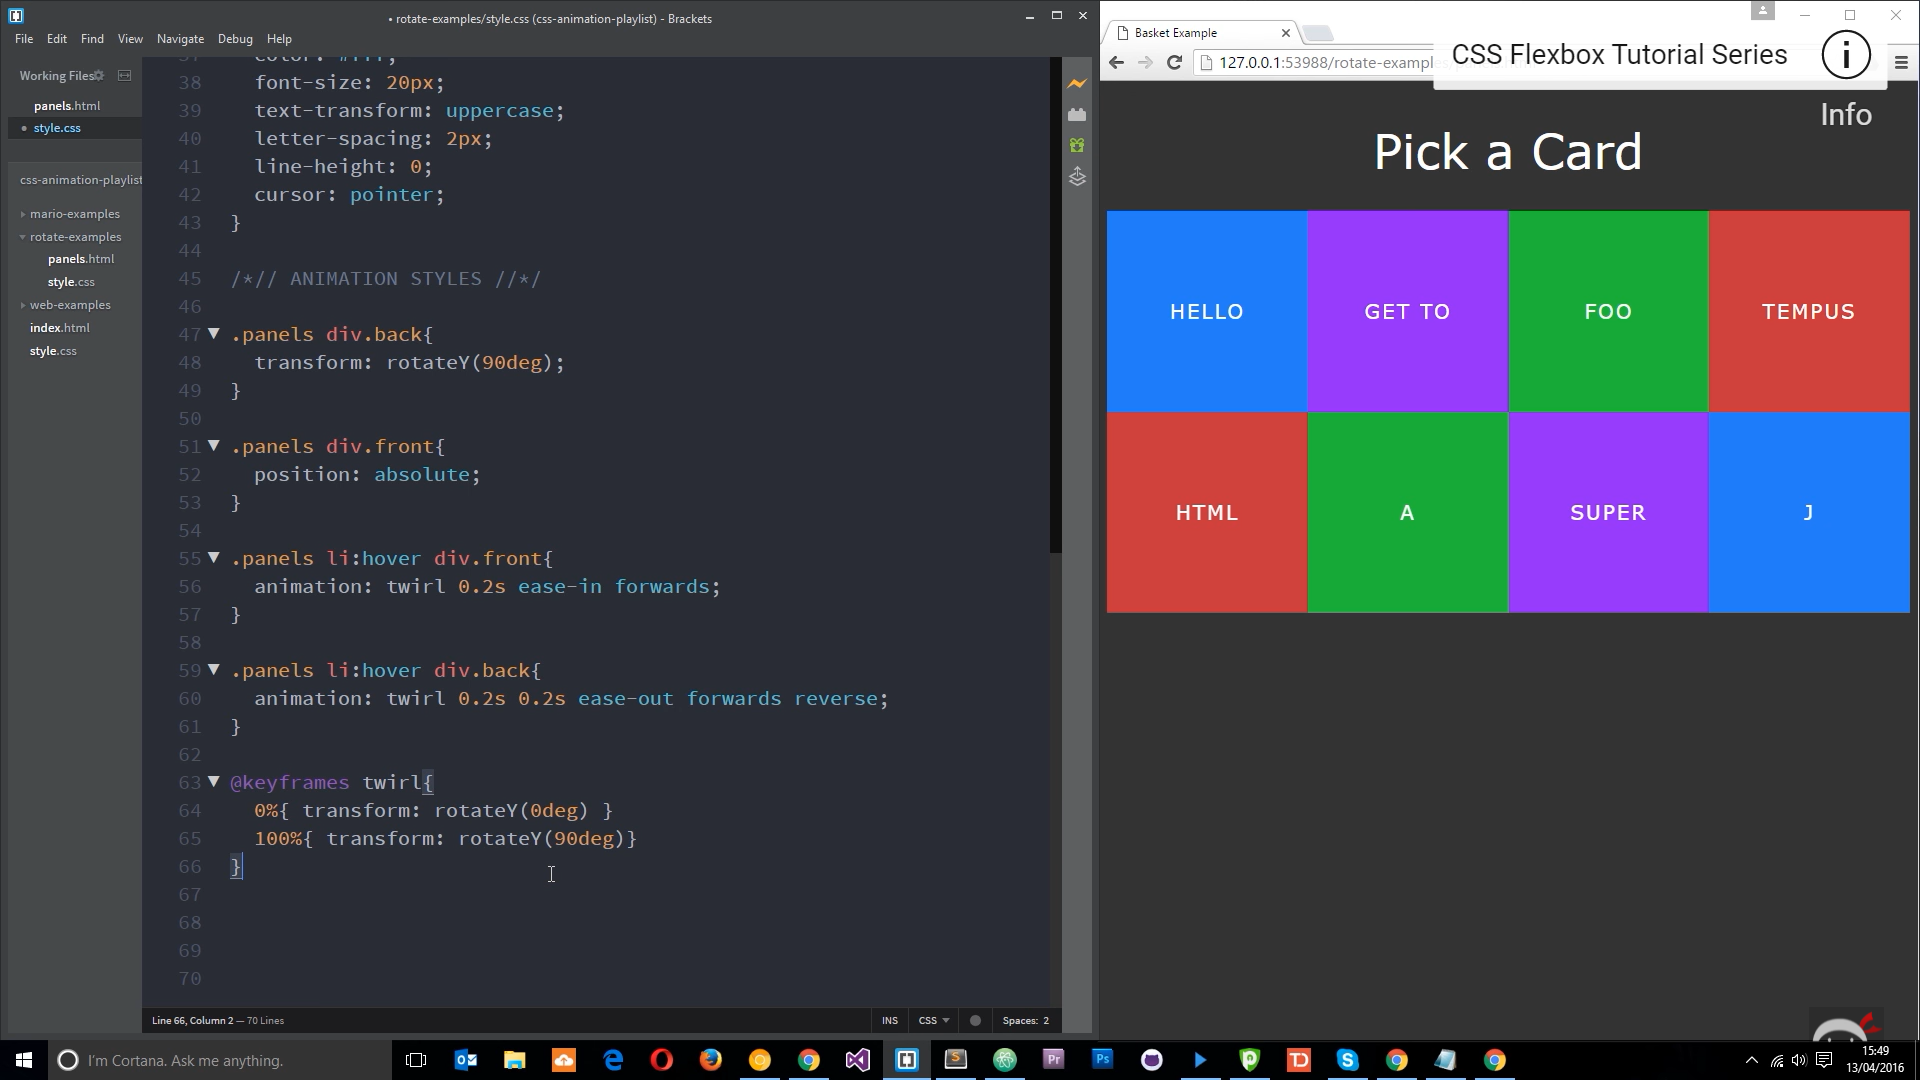 • rotate-examples/style.css (css-animation-playlist) - Brackets
File Edit Find View Navigate Debug Help
Working Files
panels.html
• style.css
css-animation-playlist
mario-examples
rotate-examples
panels.html
style.css
web-examples
index.html
style.css
38 font-size: 20px;
39 text-transform: uppercase;
40 letter-spacing: 2px;
41 line-height: 0;
42 cursor: pointer;
43 }
44
45 /*// ANIMATION STYLES //*/
46
47 .panels div.back{
48 transform: rotateY(90deg);
49 }
50
51 .panels div.front{
52 position: absolute;
53 }
54
55 .panels li:hover div.front{
56 animation: twirl 0.2s ease-in forwards;
57 }
58
59 .panels li:hover div.back{
60 animation: twirl 0.2s 0.2s ease-out forwards reverse;
61 }
62
63 @keyframes twirl{
64 0%{ transform: rotateY(0deg) }
65 100%{ transform: rotateY(90deg)}
66 }
67
68
69
70
Line 66, Column 2 — 70 Lines
INS CSS Spaces: 2
Basket Example
127.0.0.1:53988/rotate-examp
CSS Flexbox Tutorial Series
i
Info
Pick a Card
HELLO GET TO FOO TEMPUS
HTML A SUPER J
I'm Cortana. Ask me anything.
15:49
13/04/2016